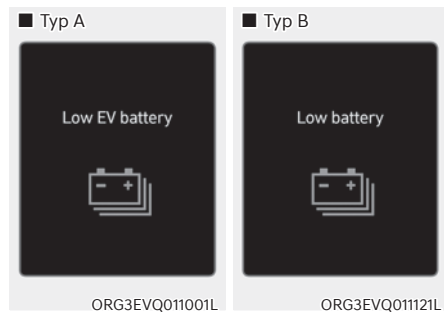 ■ Typ A
Low EV battery
- +
ORG3EVQ011001L
■ Typ B
Low battery
- +
ORG3EVQ011121L